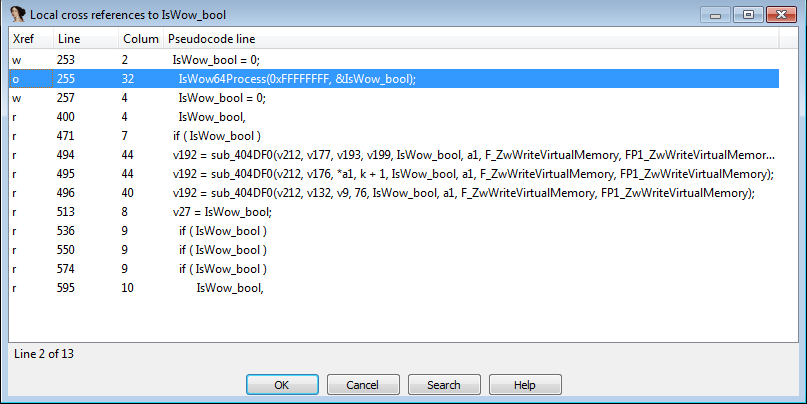 Local cross references to IsWow_bool
Xref Line Colum Pseudocode line
w 253 2 IsWow_bool = 0;
o 255 32 IsWow64Process(0xFFFFFFFF, &IsWow_bool);
w 257 4 IsWow_bool = 0;
r 400 4 IsWow_bool,
r 471 7 if ( IsWow_bool )
r 494 44 v192 = sub_404DF0(v212, v177, v193, v199, IsWow_bool, a1, F_ZwWriteVirtualMemory, FP1_ZwWriteVirtualMemor...
r 495 44 v192 = sub_404DF0(v212, v176, *a1, k + 1, IsWow_bool, a1, F_ZwWriteVirtualMemory, FP1_ZwWriteVirtualMemory);
r 496 40 v192 = sub_404DF0(v212, v132, v9, 76, IsWow_bool, a1, F_ZwWriteVirtualMemory, FP1_ZwWriteVirtualMemory);
r 513 8 v27 = IsWow_bool;
r 536 9 if ( IsWow_bool )
r 550 9 if ( IsWow_bool )
r 574 9 if ( IsWow_bool )
r 595 10 IsWow_bool,
Line 2 of 13
OK Cancel Search Help